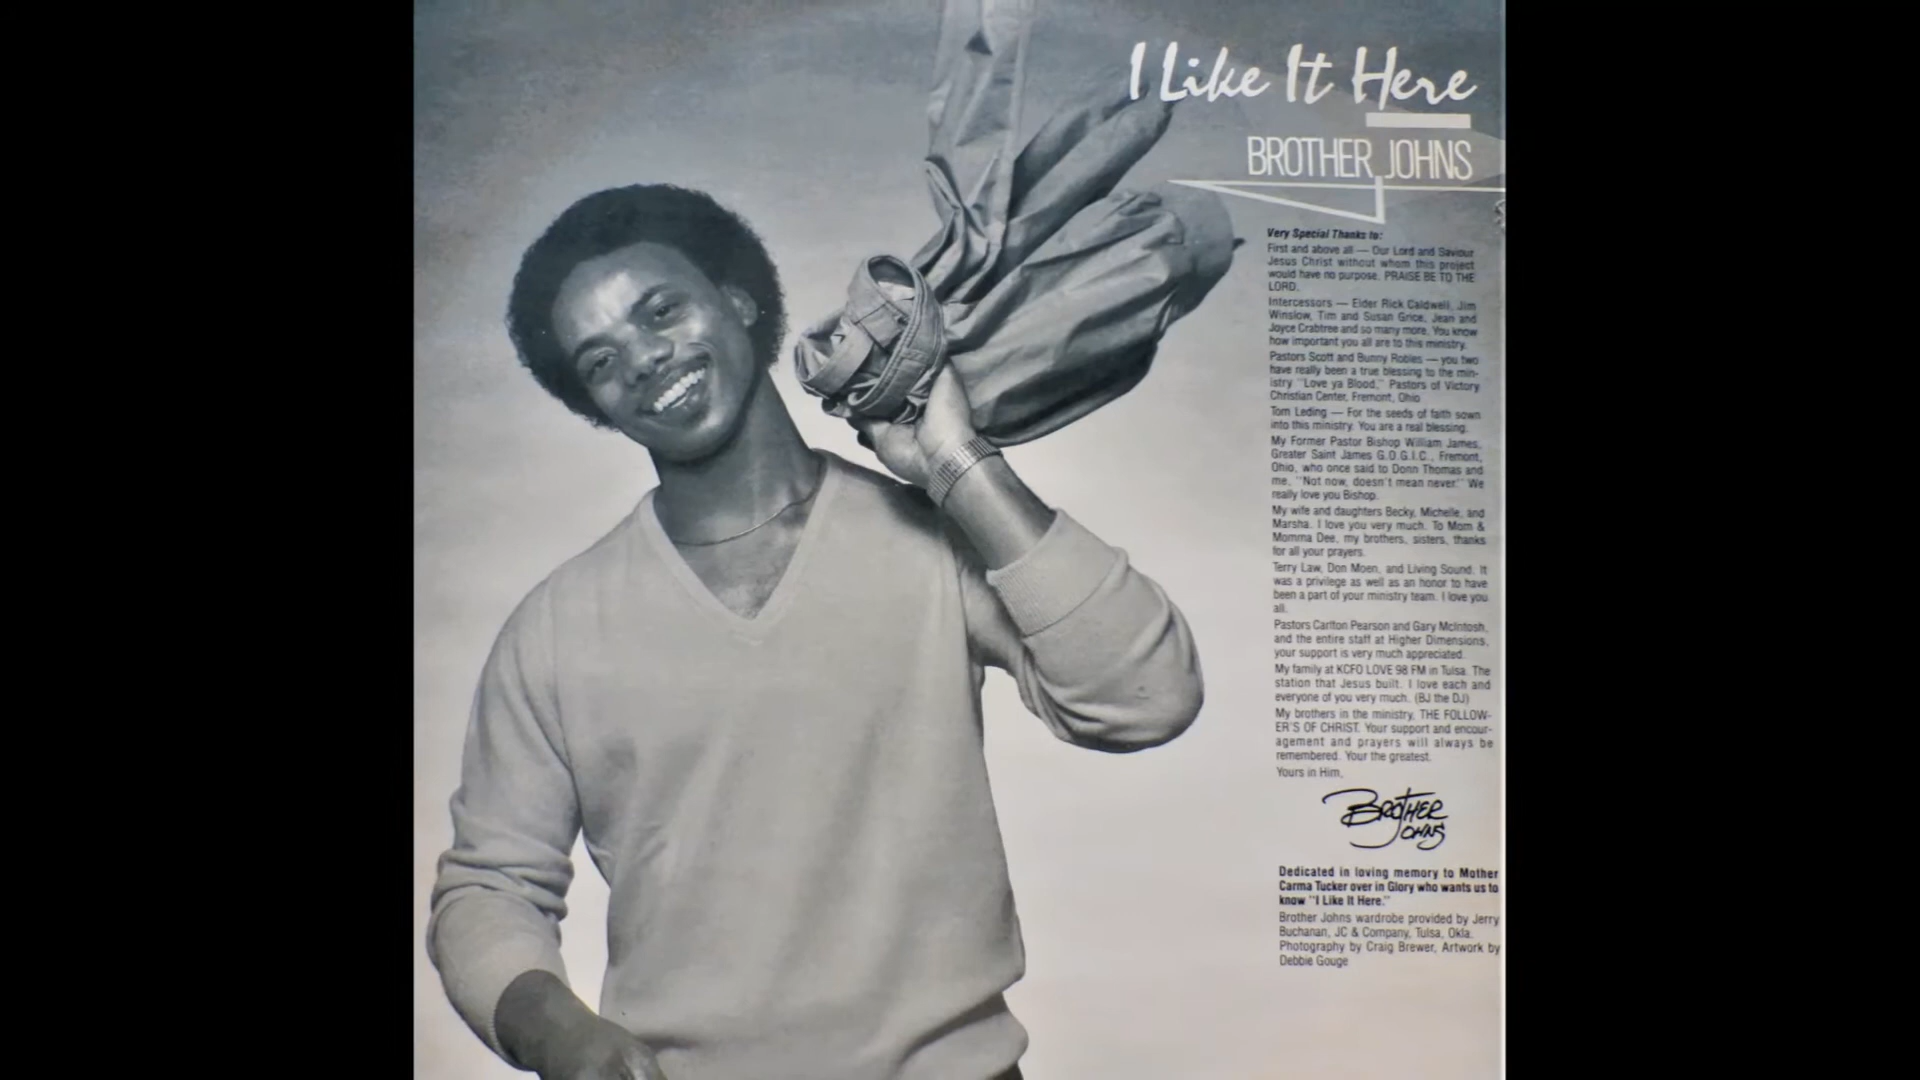 I Like It Here
BROTHER JOHNS
Very Special Thanks to:
First and above all — Our Lord and Saviour
Jesus Christ without whom this project
would have no purpose. PRAISE BE TO THE
LORD.
Intercessors — Elder Rick Caldwell, Jim
Winslow, Tim and Susan Grice, Jean and
Joyce Crabtree and so many more. You know
how important you all are to this ministry.
Pastors Scott and Bunny Robles — you two
have really been a true blessing to the min-
istry "Love ya Blood," Pastors of Victory
Christian Center, Fremont, Ohio
Tom Leding — For the seeds of faith sown
into this ministry. You are a real blessing.
My Former Pastor Bishop William James,
Greater Saint James G.O.G.I.C., Fremont,
Ohio, who once said to Donn Thomas and
me, "Not now, doesn't mean never." We
really love you Bishop.
My wife and daughters Becky, Michelle, and
Marsha. I love you very much. To Mom &
Momma Dee, my brothers, sisters, thanks
for all your prayers.
Terry Law, Don Moen, and Living Sound. It
was a privilege as well as an honor to have
been a part of your ministry team. I love you
all.
Pastors Carlton Pearson and Gary McIntosh,
and the entire staff at Higher Dimensions,
your support is very much appreciated.
My family at KCFO LOVE 98 FM in Tulsa. The
station that Jesus built. I love each and
everyone of you very much. (BJ the DJ)
My brothers in the ministry, THE FOLLOW-
ER'S OF CHRIST. Your support and encour-
agement and prayers will always be
remembered. Your the greatest.
Yours in Him,
BROTHER
JOHNS
Dedicated in loving memory to Mother
Carma Tucker over in Glory who wants us to
know "I Like It Here."
Brother Johns wardrobe provided by Jerry
Buchanan, JC & Company, Tulsa, Okla.
Photography by Craig Brewer, Artwork by
Debbie Gouge